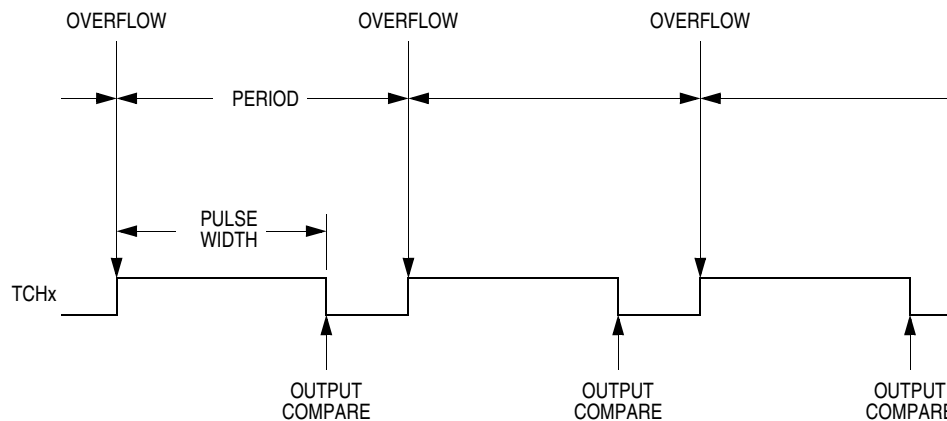 OVERFLOW
OVERFLOW
OVERFLOW
PERIOD
PULSE
WIDTH
TCHx
OUTPUT
COMPARE
OUTPUT
COMPARE
OUTPUT
COMPARE